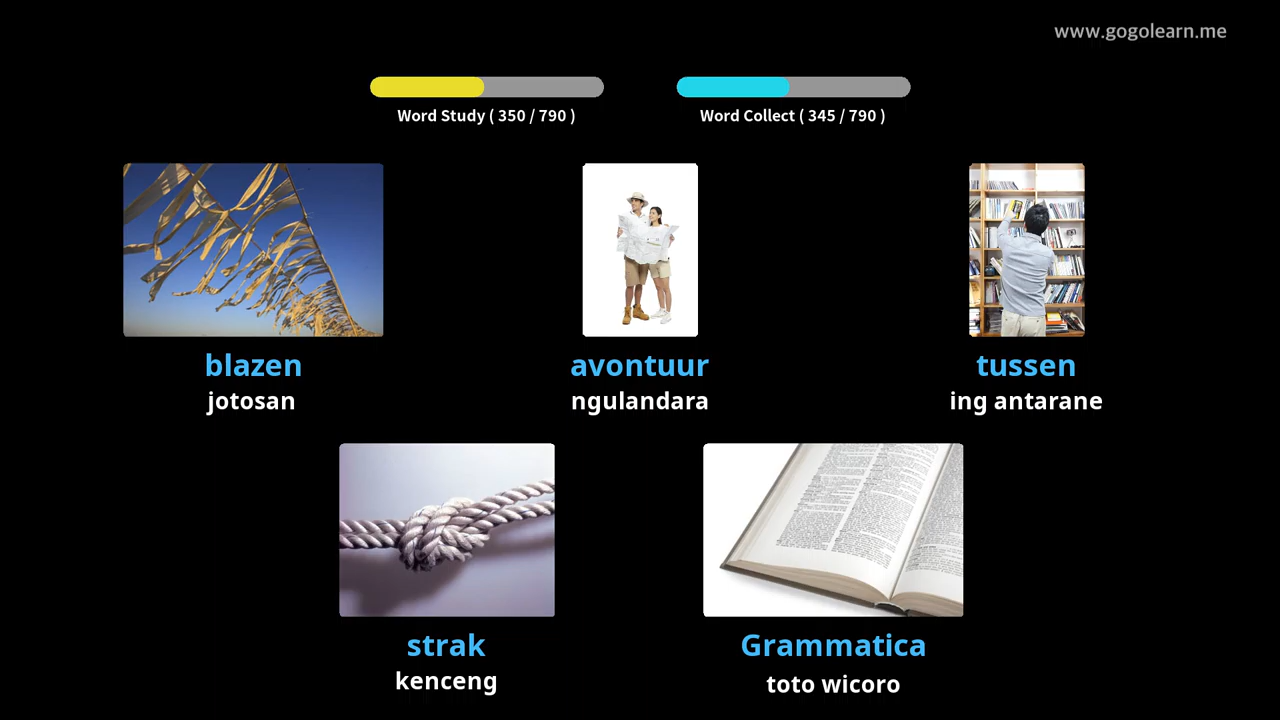 www.gogolearn.me
Word Study ( 350 / 790 )
Word Collect ( 345 / 790 )
blazen
jotosan
avontuur
ngulandara
tussen
ing antarane
strak
kenceng
Grammatica
toto wicoro